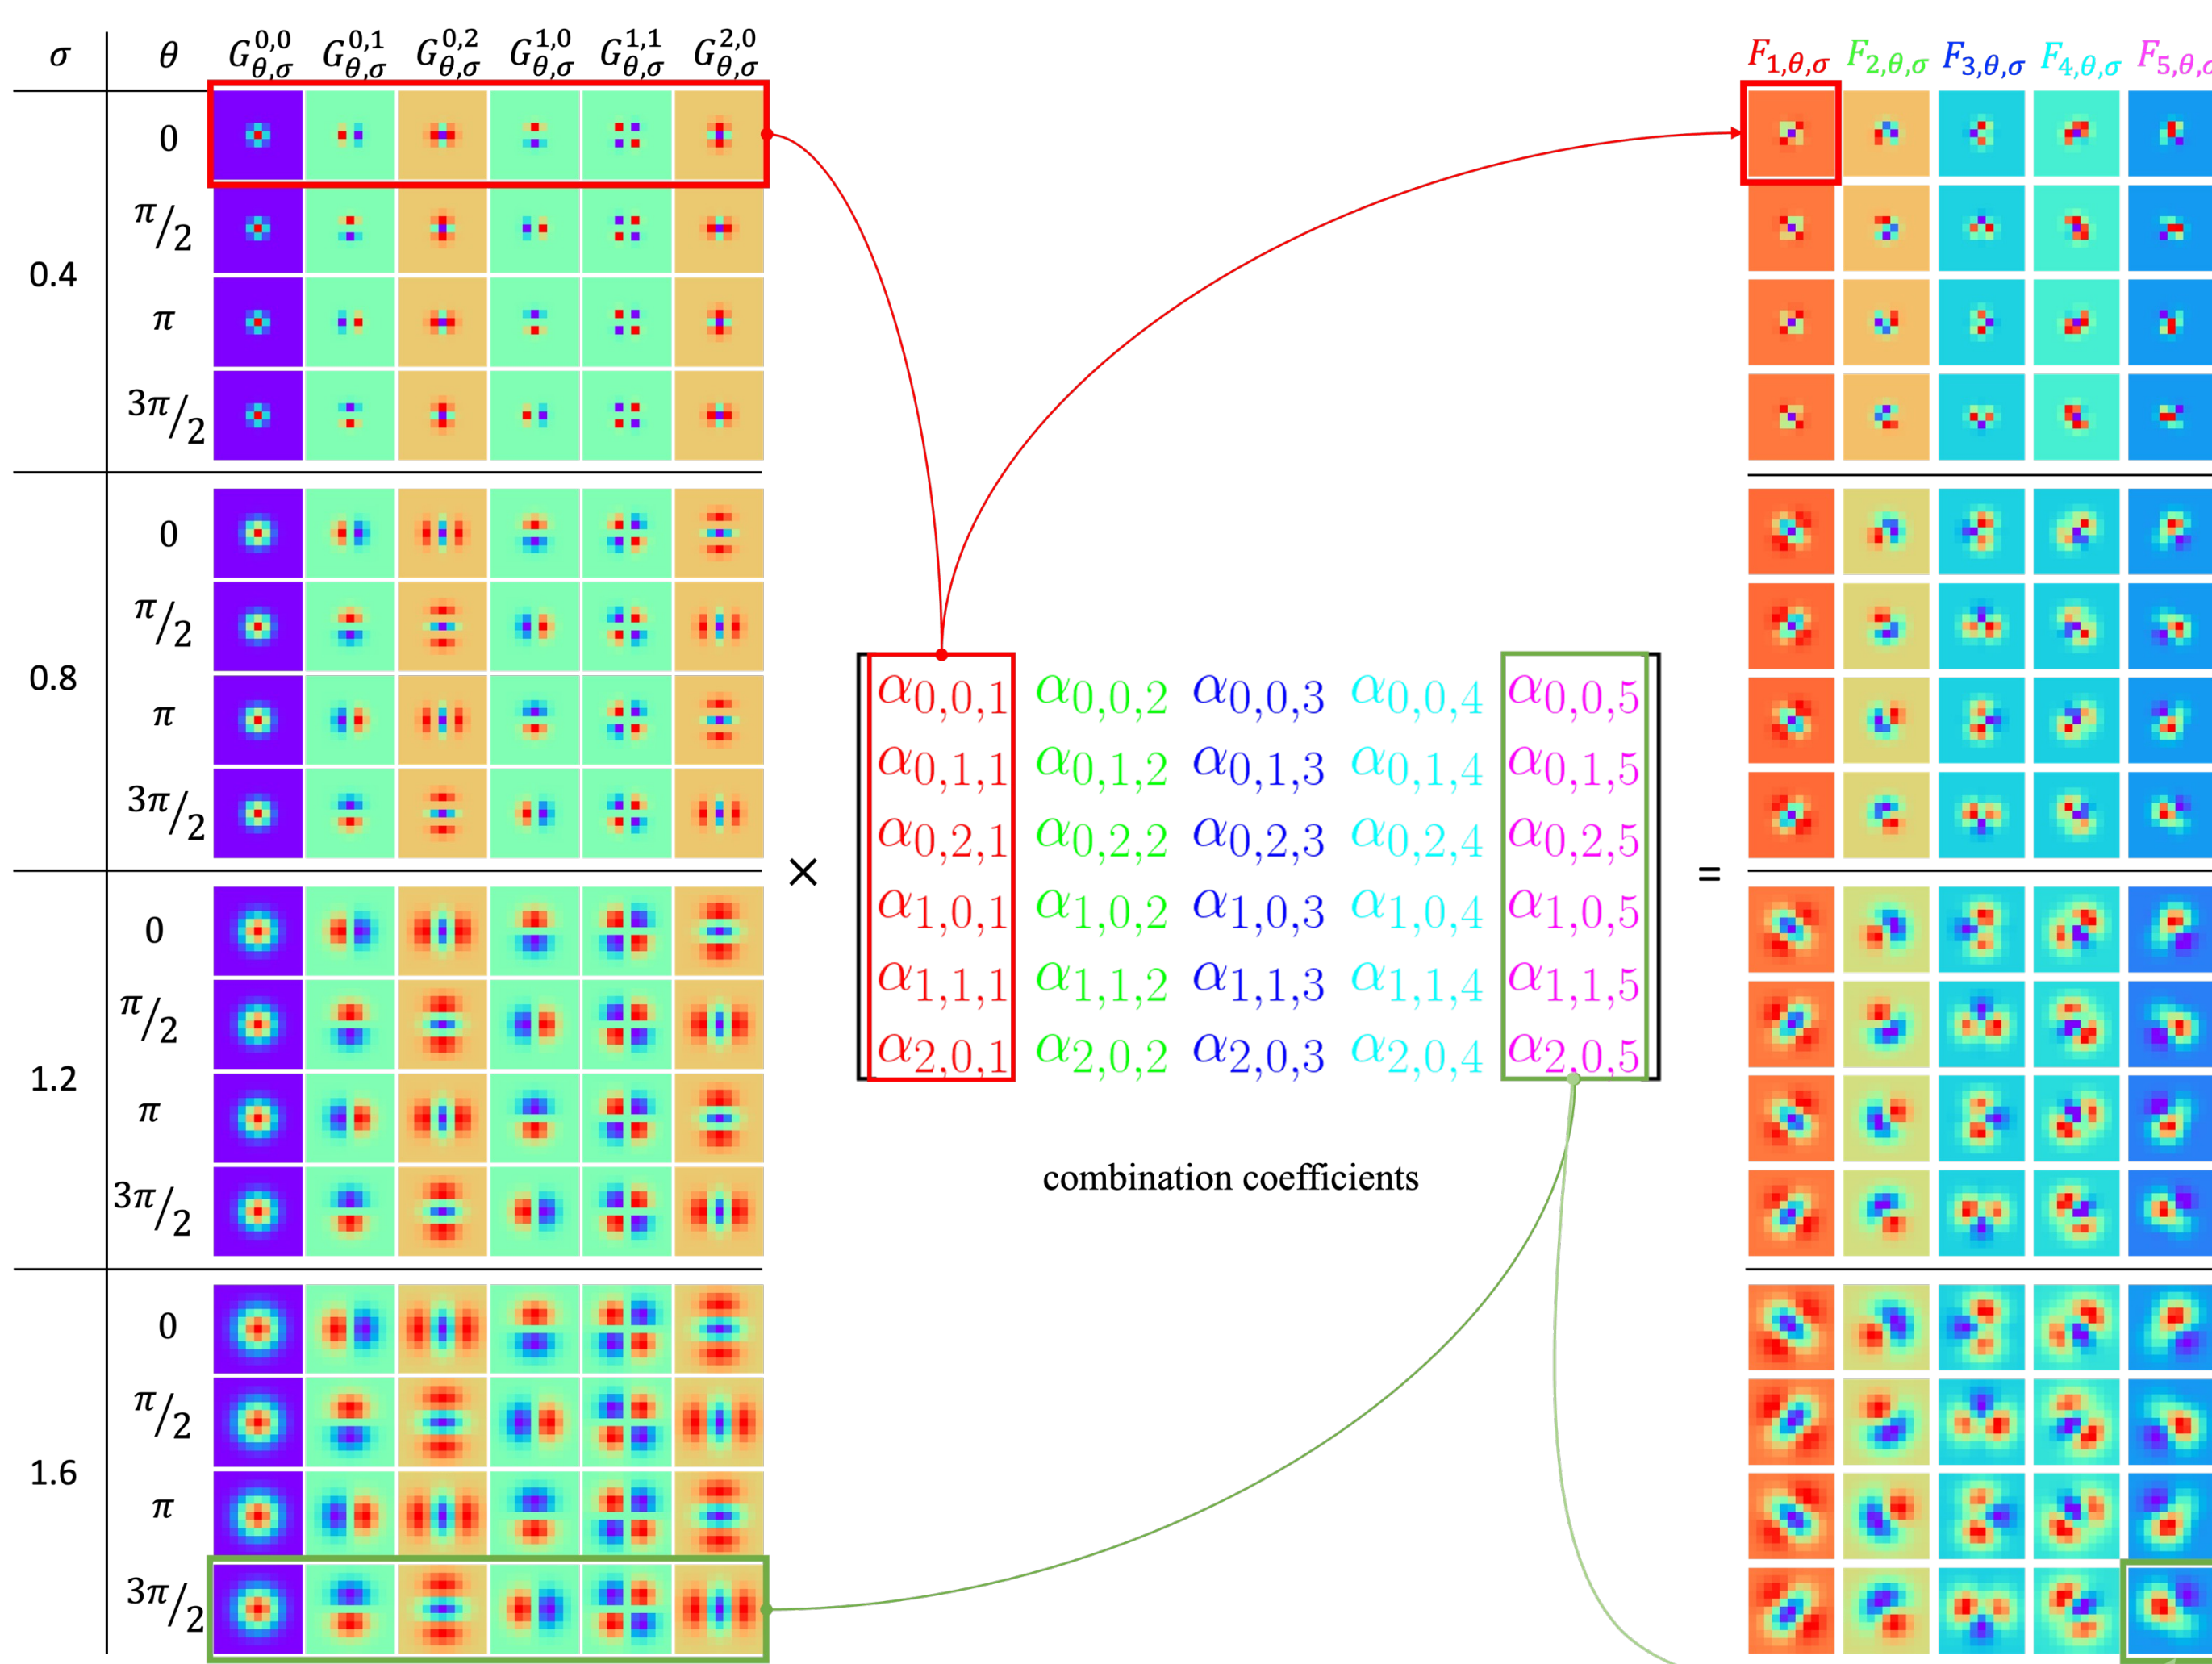 σ θ G^{0,0}_{θ,σ} G^{0,1}_{θ,σ} G^{0,2}_{θ,σ} G^{1,0}_{θ,σ} G^{1,1}_{θ,σ} G^{2,0}_{θ,σ}
F_{1,θ,σ} F_{2,θ,σ} F_{3,θ,σ} F_{4,θ,σ} F_{5,θ,σ}
0.4
0
π/2
π
3π/2
0.8
0
π/2
π
3π/2
1.2
0
π/2
π
3π/2
1.6
0
π/2
π
3π/2
×
α_{0,0,1} α_{0,0,2} α_{0,0,3} α_{0,0,4} α_{0,0,5}
α_{0,1,1} α_{0,1,2} α_{0,1,3} α_{0,1,4} α_{0,1,5}
α_{0,2,1} α_{0,2,2} α_{0,2,3} α_{0,2,4} α_{0,2,5}
α_{1,0,1} α_{1,0,2} α_{1,0,3} α_{1,0,4} α_{1,0,5}
α_{1,1,1} α_{1,1,2} α_{1,1,3} α_{1,1,4} α_{1,1,5}
α_{2,0,1} α_{2,0,2} α_{2,0,3} α_{2,0,4} α_{2,0,5}
=
combination coefficients